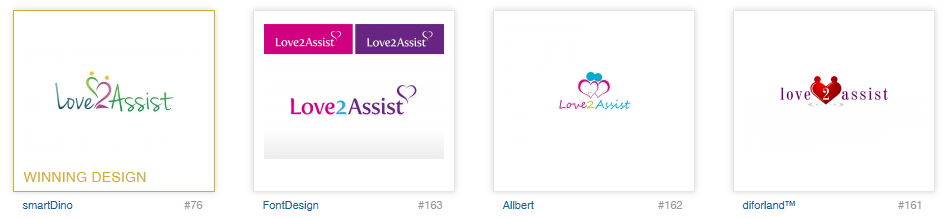 Love2Assist
WINNING DESIGN
smartDino #76
Love2Assist Love2Assist
Love2Assist
FontDesign #163
Love2Assist
Allbert #162
love 2 assist
diforland™ #161